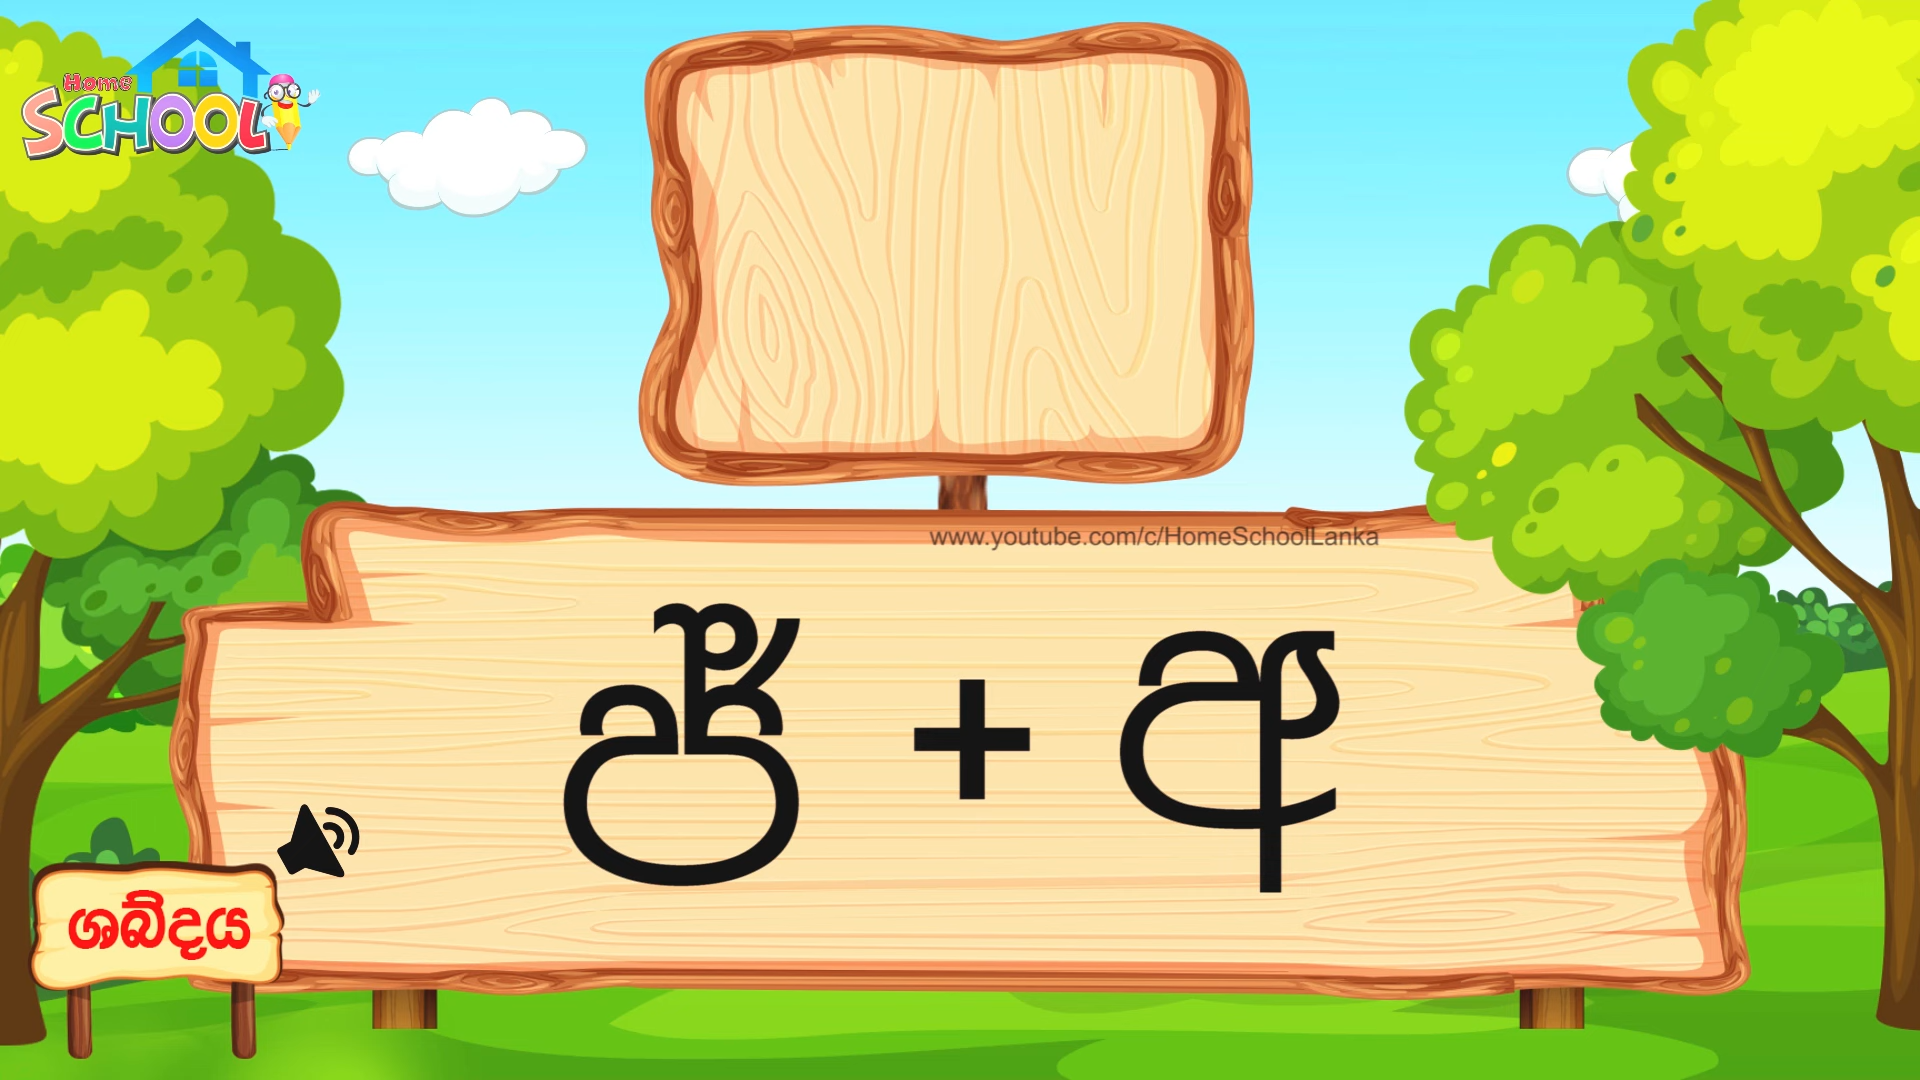 Home
SCHOOL
www.youtube.com/c/HomeSchoolLanka
ඹ් + අ
ශබ්දය